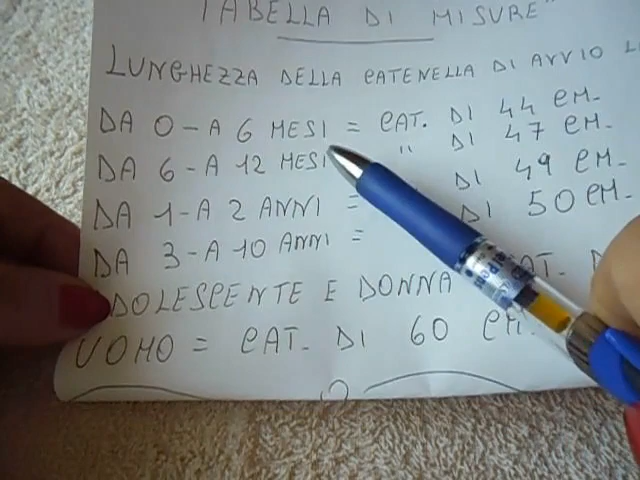 TABELLA DI MISURE"
LUNGHEZZA DELLA CATENELLA DI AVVIO
DA 0-A 6 MESI = CAT. DI 44 CM-
DA 6-A 12 MESI " DI 47 CM-
DA 1-A 2 ANNI = DI 49 CM-
DA 3-A 10 ANNI = DI 50 CM-
ADOLESCENTE E DONNA CAT.
UOMO = CAT- DI 60 CM.